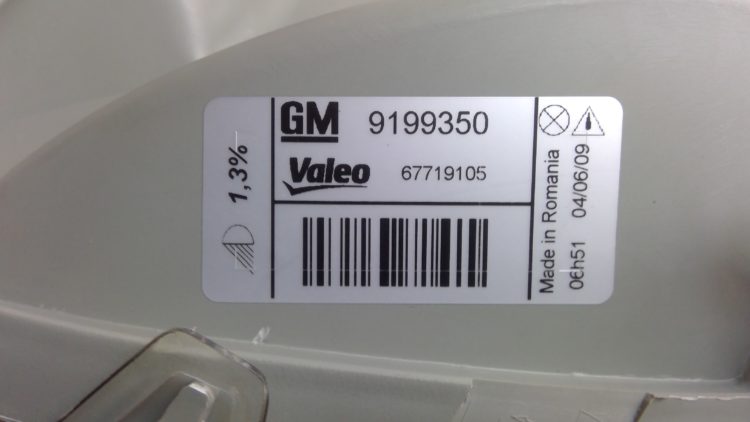 1,3%
GM 9199350
Valeo 67719105
Made in Romania
06h51 04/06/09